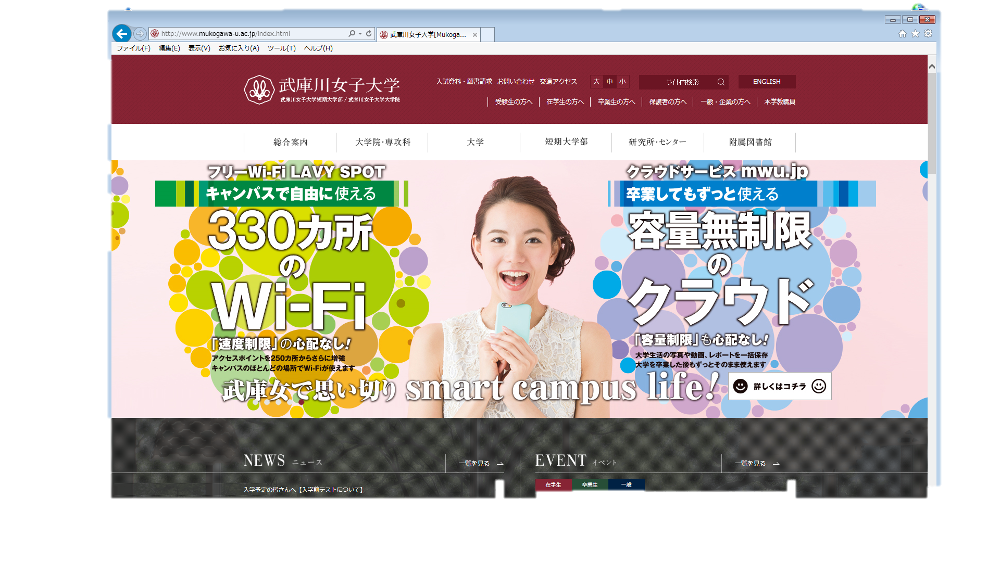 http://www.mukogawa-u.ac.jp/index.html
武庫川女子大学[Mukoga...
ファイル(F) 編集(E) 表示(V) お気に入り(A) ツール(T) ヘルプ(H)
武庫川女子大学
武庫川女子大学短期大学部 / 武庫川女子大学大学院
入試資料・願書請求 お問い合わせ 交通アクセス 大 中 小 サイト内検索 ENGLISH
受験生の方へ 在学生の方へ 卒業生の方へ 保護者の方へ 一般・企業の方へ 本学教職員
総合案内 大学院・専攻科 大学 短期大学部 研究所・センター 附属図書館
フリーWi-Fi LAVY SPOT
キャンパスで自由に使える
330カ所
の
Wi-Fi
「速度制限」の心配なし!
アクセスポイントを250カ所からさらに増強
キャンパスのほとんどの場所でWi-Fiが使えます
クラウドサービス mwu.jp
卒業してもずっと使える
容量無制限
の
クラウド
「容量制限」も心配なし!
大学生活の写真や動画、レポートを一括保存
大学を卒業した後もずっとそのまま使えます
武庫女で思い切り smart campus life!
詳しくはコチラ
NEWS ニュース 一覧を見る
入学予定の皆さんへ【入学前テストについて】
EVENT イベント 一覧を見る
在学生 卒業生 一般